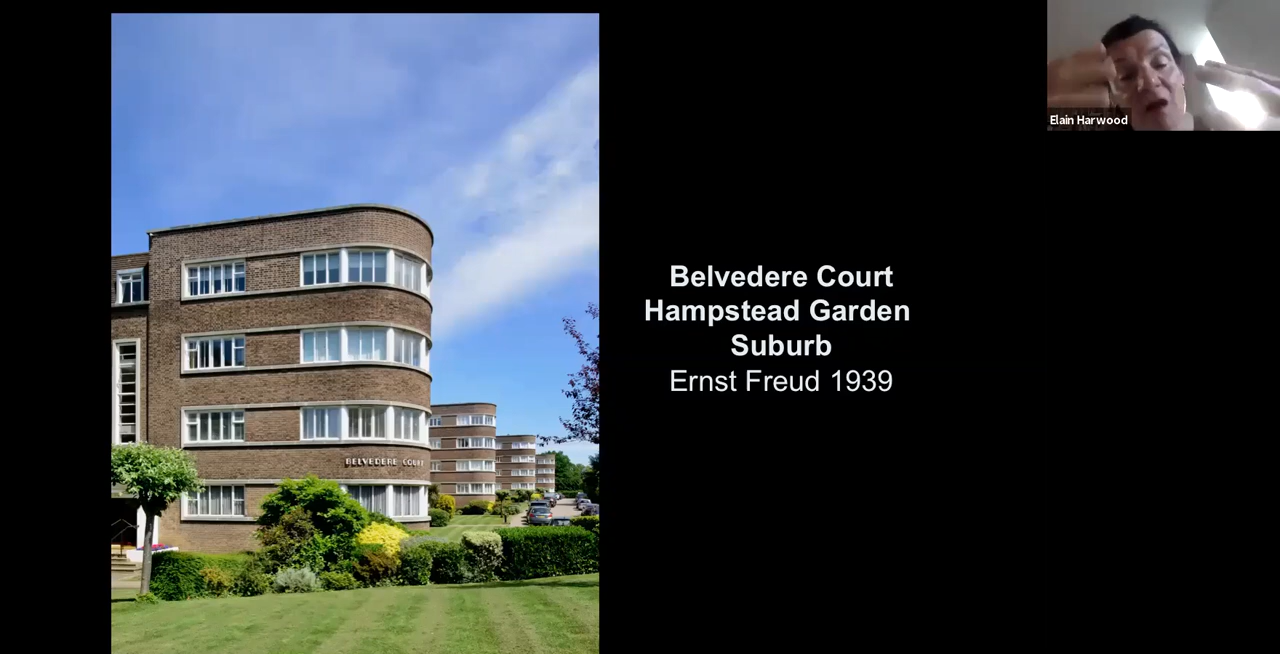 Elain Harwood
BELVEDERE COURT
Belvedere Court
Hampstead Garden
Suburb
Ernst Freud 1939